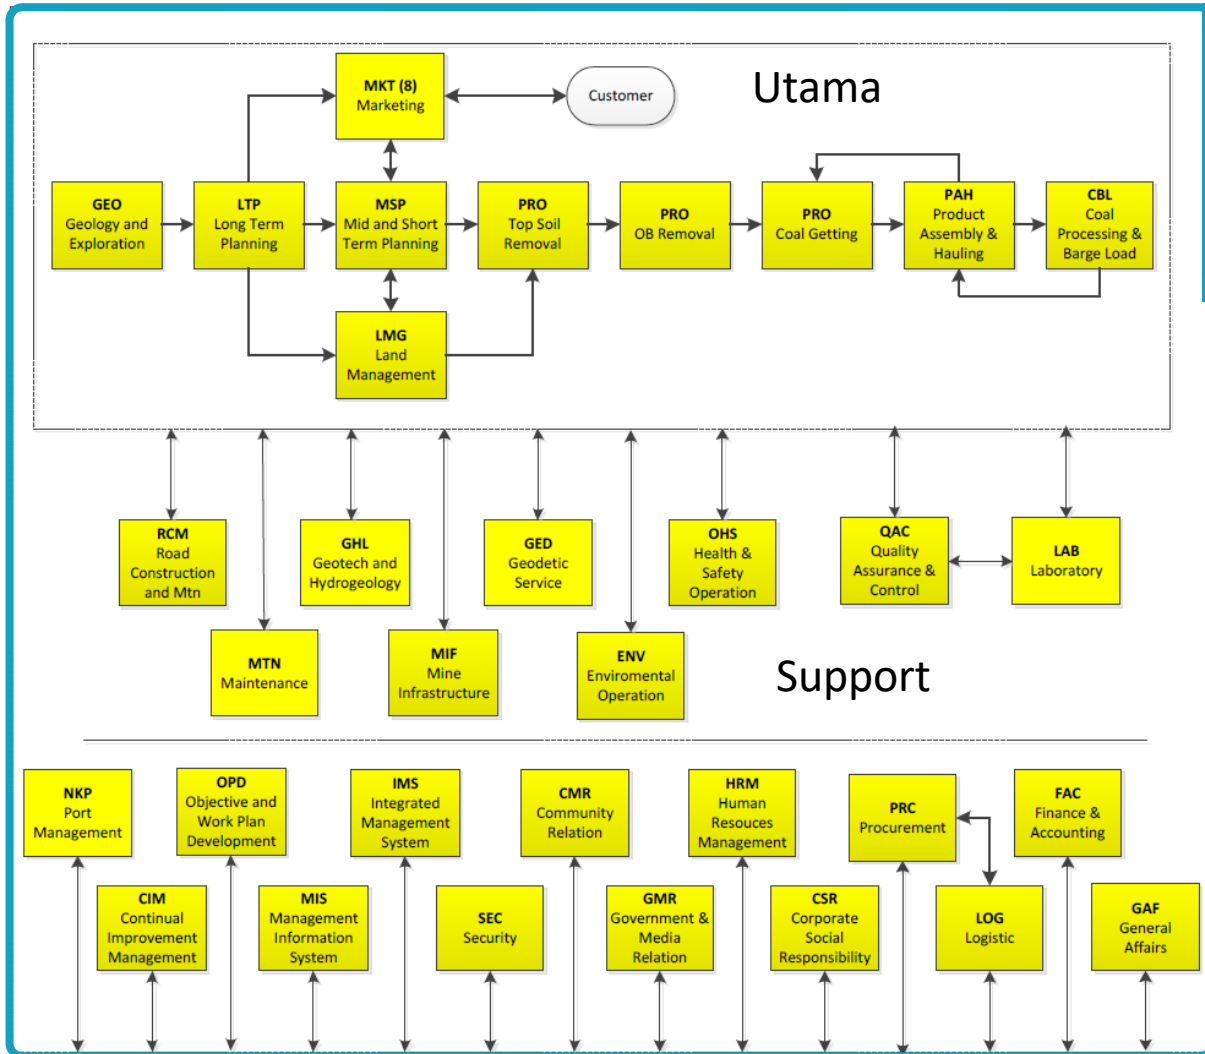 Utama
MKT (8)
Marketing
Customer
GEO
Geology and
Exploration
LTP
Long Term
Planning
MSP
Mid and Short
Term Planning
PRO
Top Soil
Removal
PRO
OB Removal
PRO
Coal Getting
PAH
Product
Assembly &
Hauling
CBL
Coal
Processing &
Barge Load
LMG
Land
Management
RCM
Road
Construction
and Mtn
GHL
Geotech and
Hydrogeology
GED
Geodetic
Service
OHS
Health &
Safety
Operation
QAC
Quality
Assurance &
Control
LAB
Laboratory
MTN
Maintenance
MIF
Mine
Infrastructure
ENV
Enviromental
Operation
Support
NKP
Port
Management
OPD
Objective and
Work Plan
Development
IMS
Integrated
Management
System
CMR
Community
Relation
HRM
Human
Resouces
Management
PRC
Procurement
FAC
Finance &
Accounting
CIM
Continual
Improvement
Management
MIS
Management
Information
System
SEC
Security
GMR
Government &
Media
Relation
CSR
Corporate
Social
Responsibility
LOG
Logistic
GAF
General
Affairs